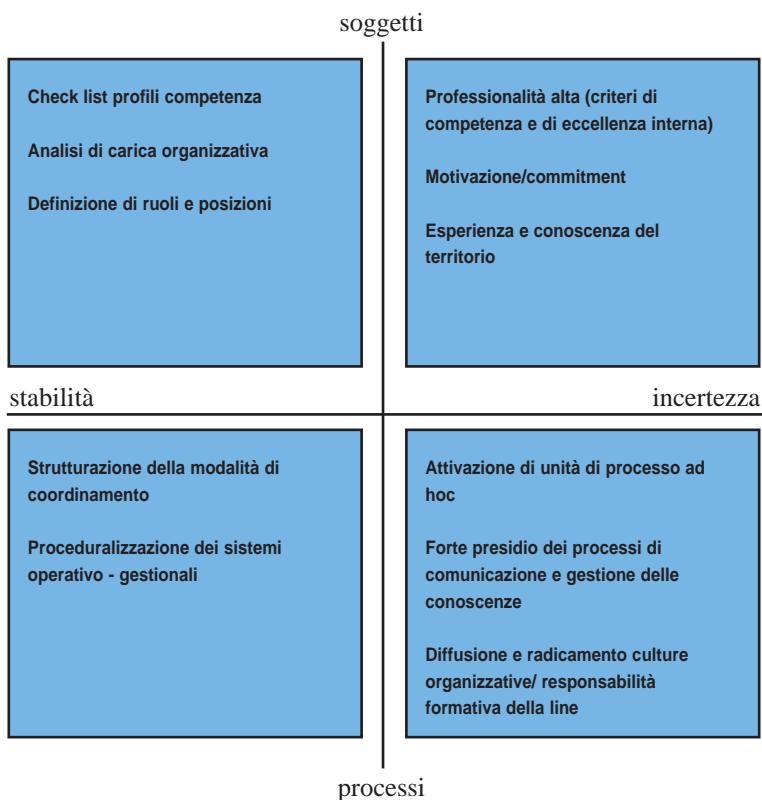 soggetti
Check list profili competenza
Analisi di carica organizzativa
Definizione di ruoli e posizioni
Professionalità alta (criteri di
competenza e di eccellenza interna)
Motivazione/commitment
Esperienza e conoscenza del
territorio
stabilità
incertezza
Strutturazione della modalità di
coordinamento
Proceduralizzazione dei sistemi
operativo - gestionali
Attivazione di unità di processo ad
hoc
Forte presidio dei processi di
comunicazione e gestione delle
conoscenze
Diffusione e radicamento culture
organizzative/ responsabilità
formativa della line
processi